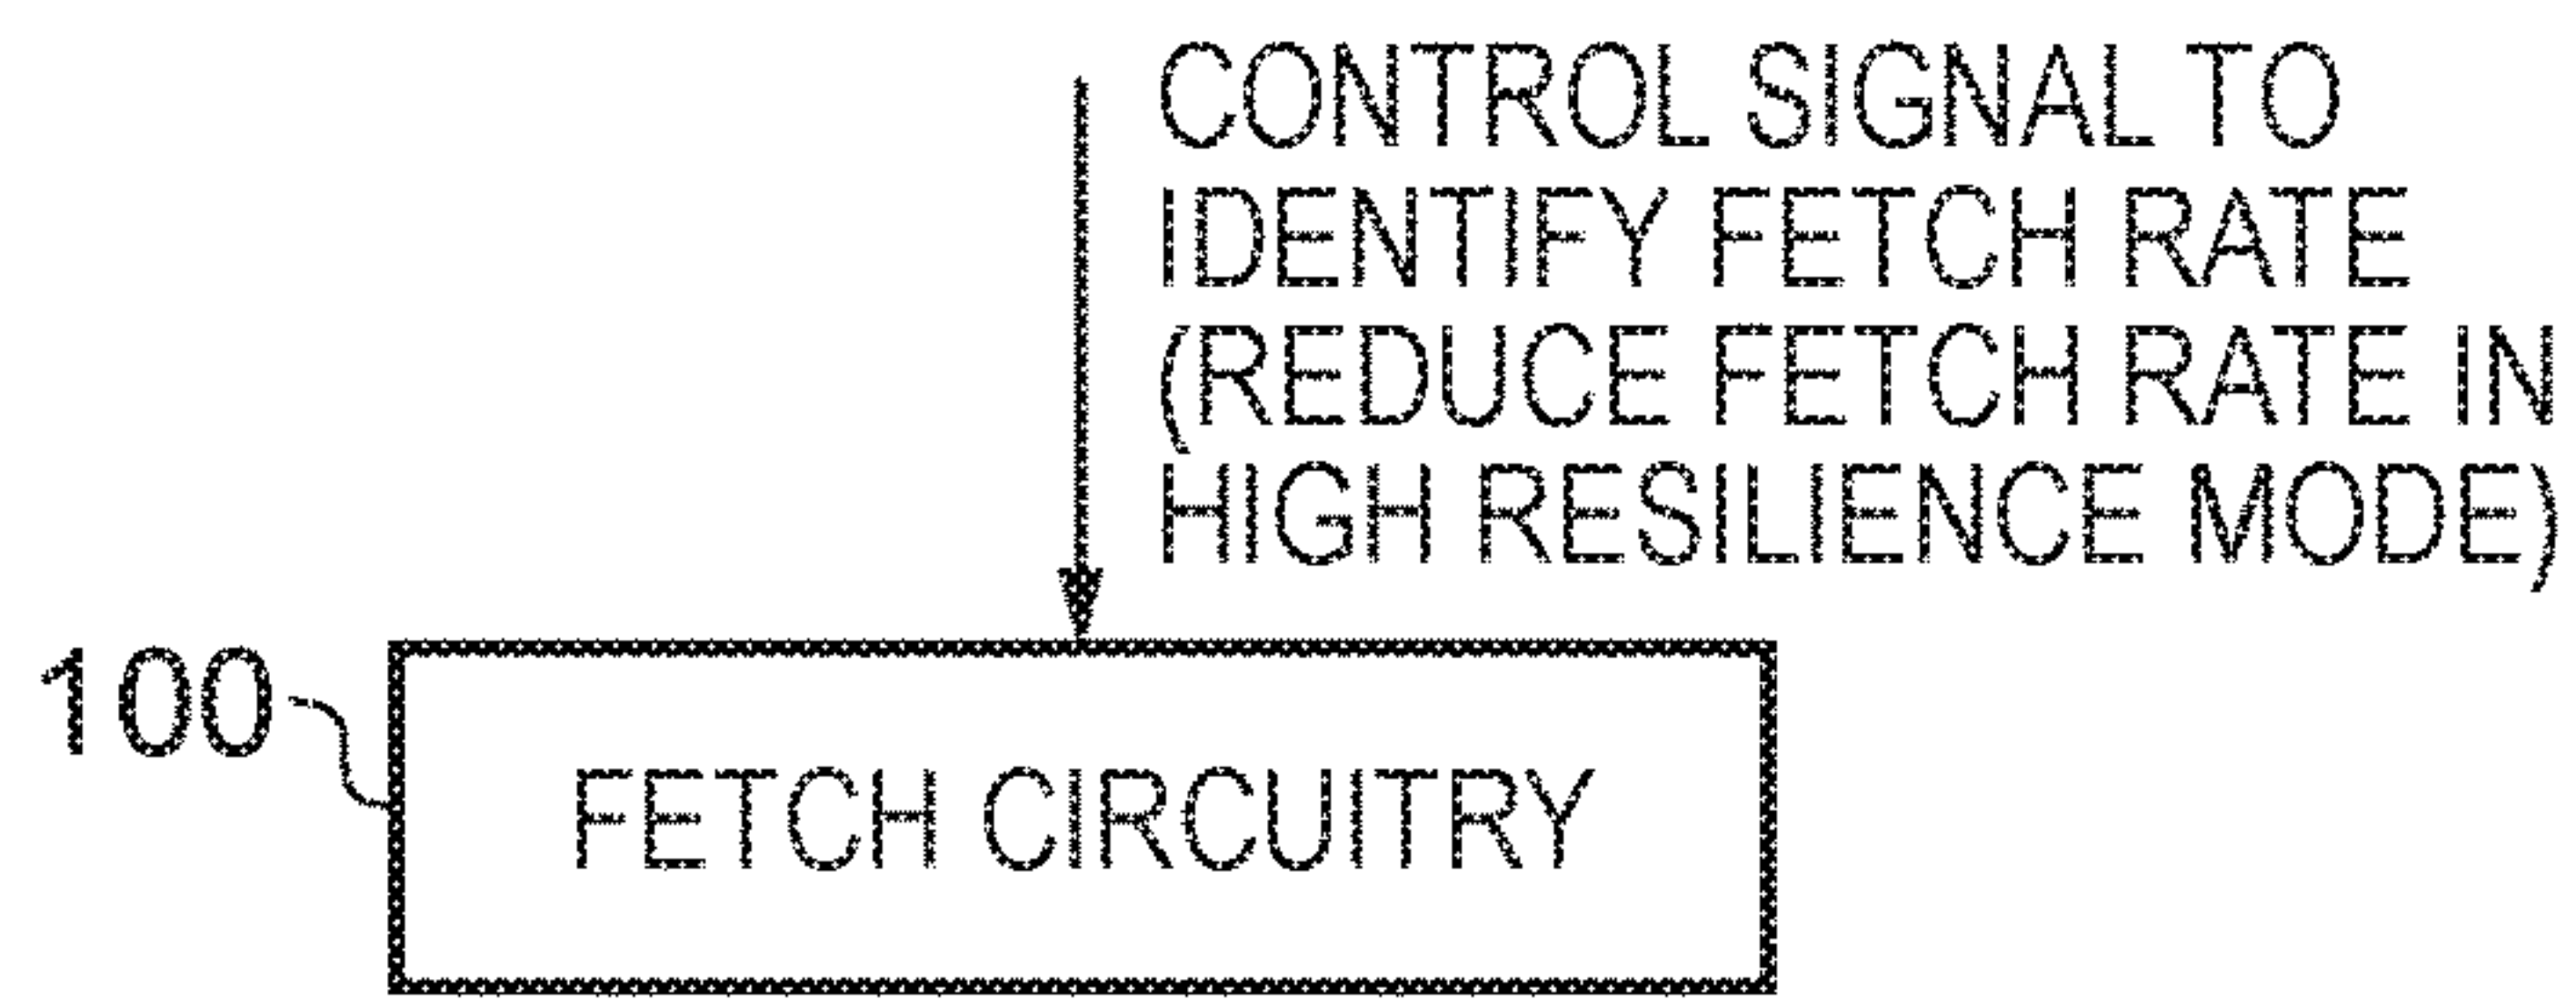 CONTROL SIGNAL TO
IDENTIFY FETCH RATE
(REDUCE FETCH RATE IN
HIGH RESILIENCE MODE)
100
FETCH CIRCUITRY